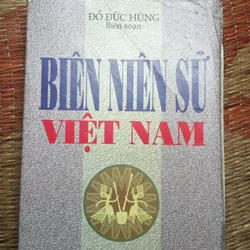 ĐỖ ĐỨC HÙNG
Biên soạn
BIÊN NIÊN SỬ
VIỆT NAM